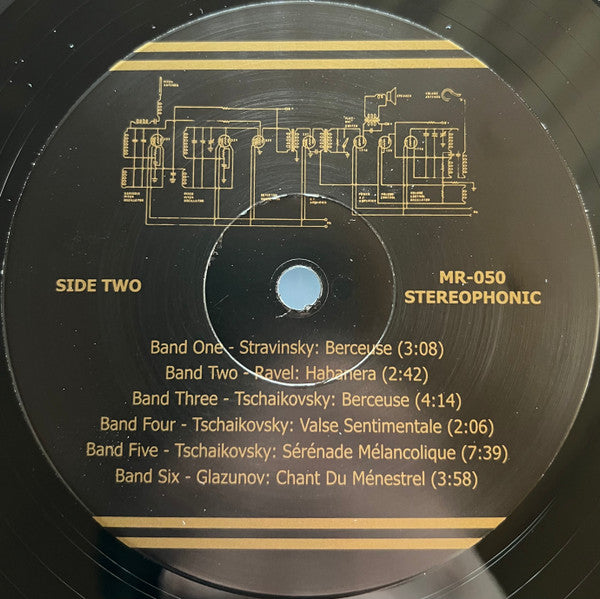 SIDE TWO
MR-050
STEREOPHONIC
Band One - Stravinsky: Berceuse (3:08)
Band Two - Ravel: Habanera (2:42)
Band Three - Tschaikovsky: Berceuse (4:14)
Band Four - Tschaikovsky: Valse Sentimentale (2:06)
Band Five - Tschaikovsky: Sérénade Mélancolique (7:39)
Band Six - Glazunov: Chant Du Ménestrel (3:58)